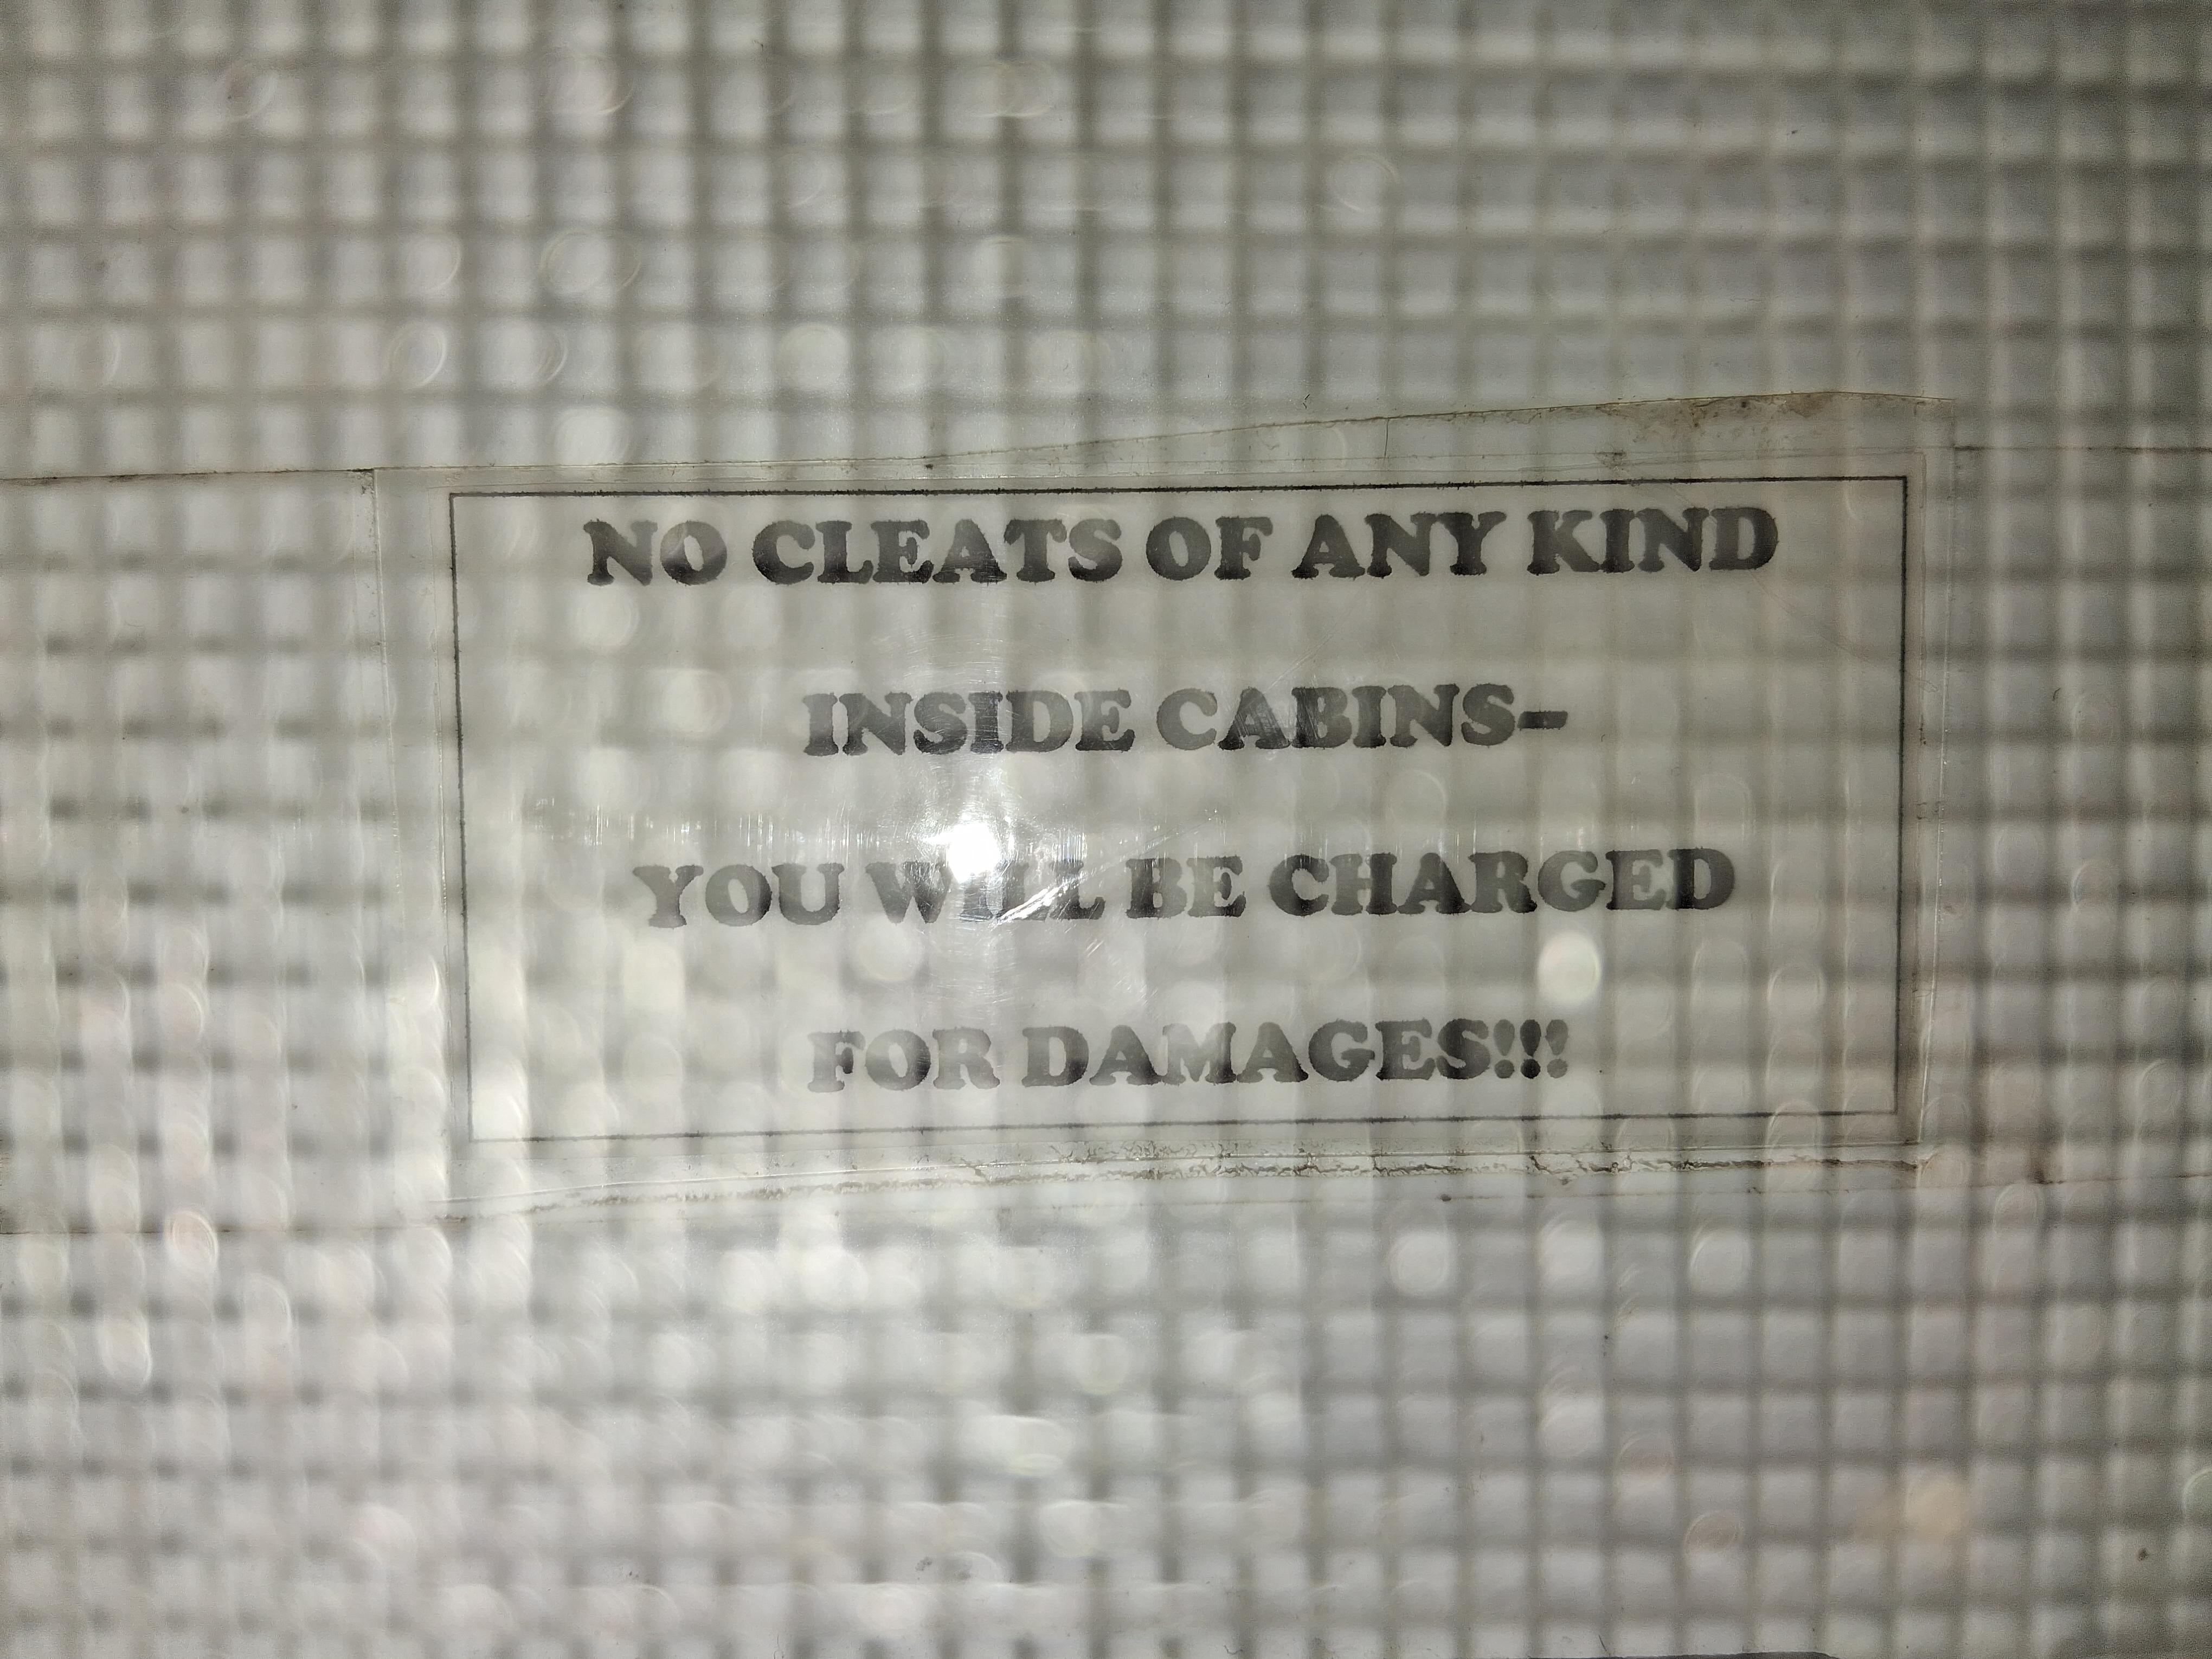 NO CLEATS OF ANY KIND
INSIDE CABINS-
YOU WILL BE CHARGED
FOR DAMAGES!!!